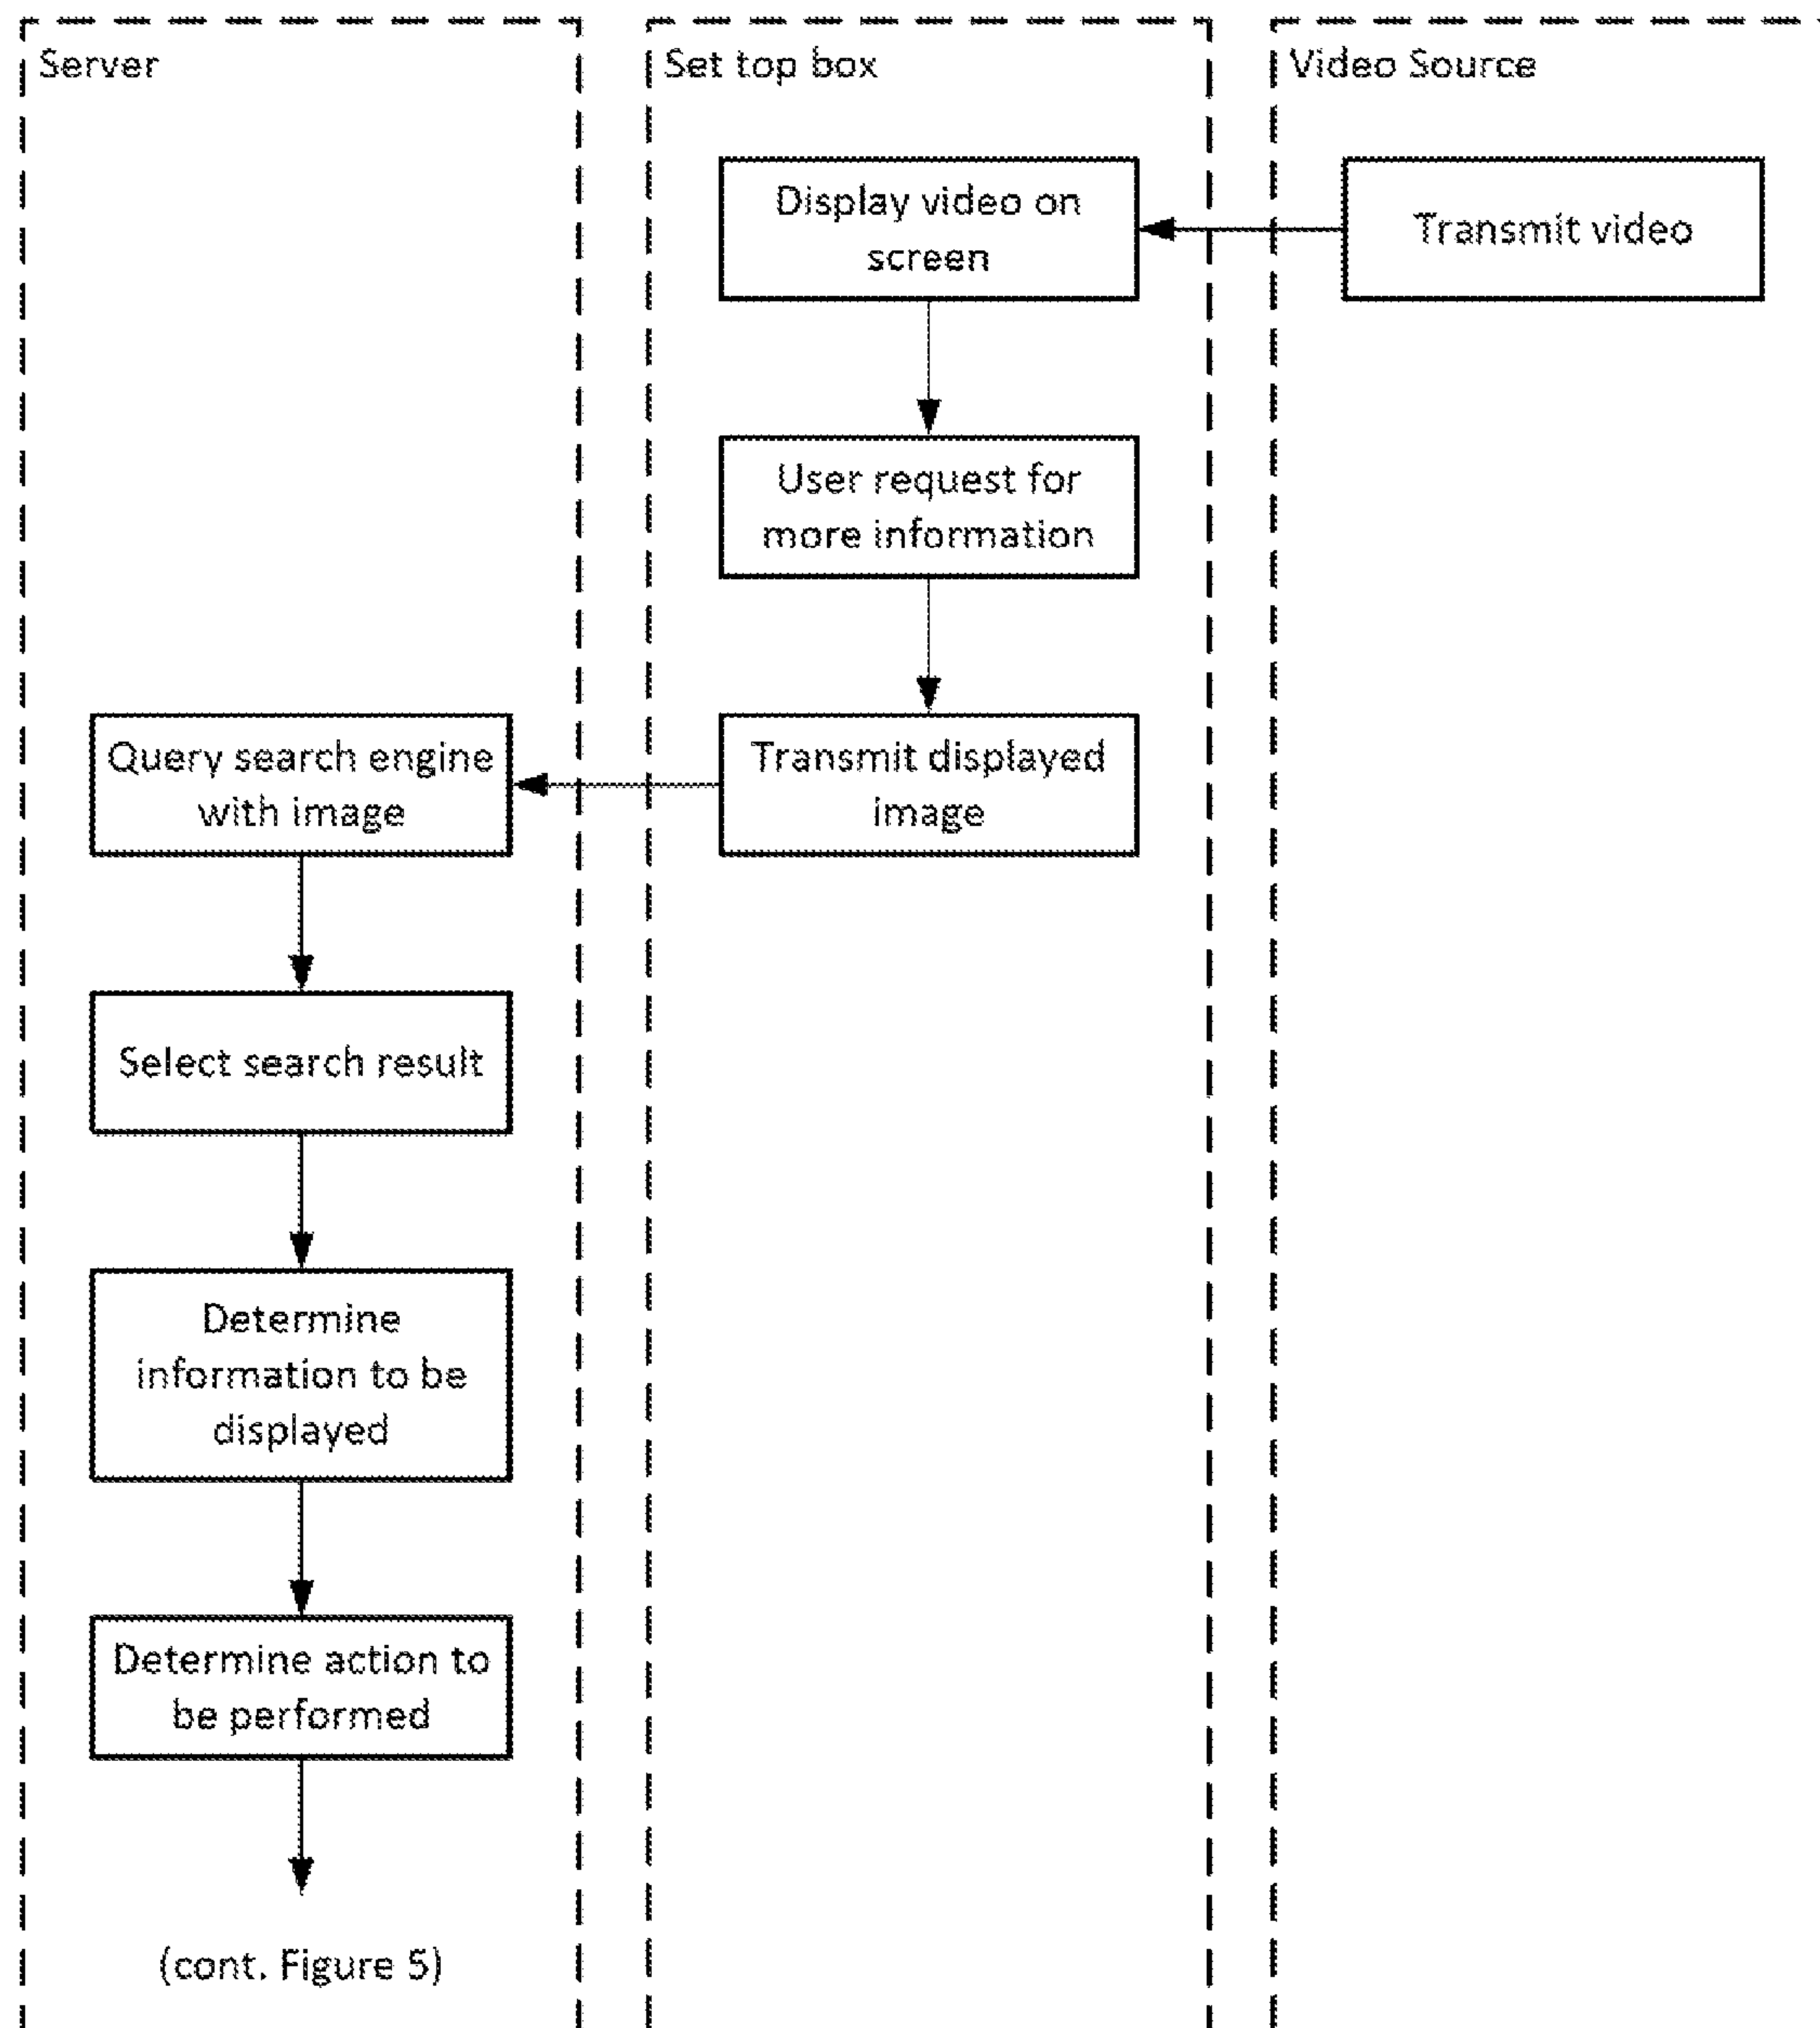 Server
Set top box
Video Source
Display video on
screen
Transmit video
User request for
more information
Query search engine
with image
Transmit displayed
image
Select search result
Determine
information to be
displayed
Determine action to
be performed
(cont. Figure 5)